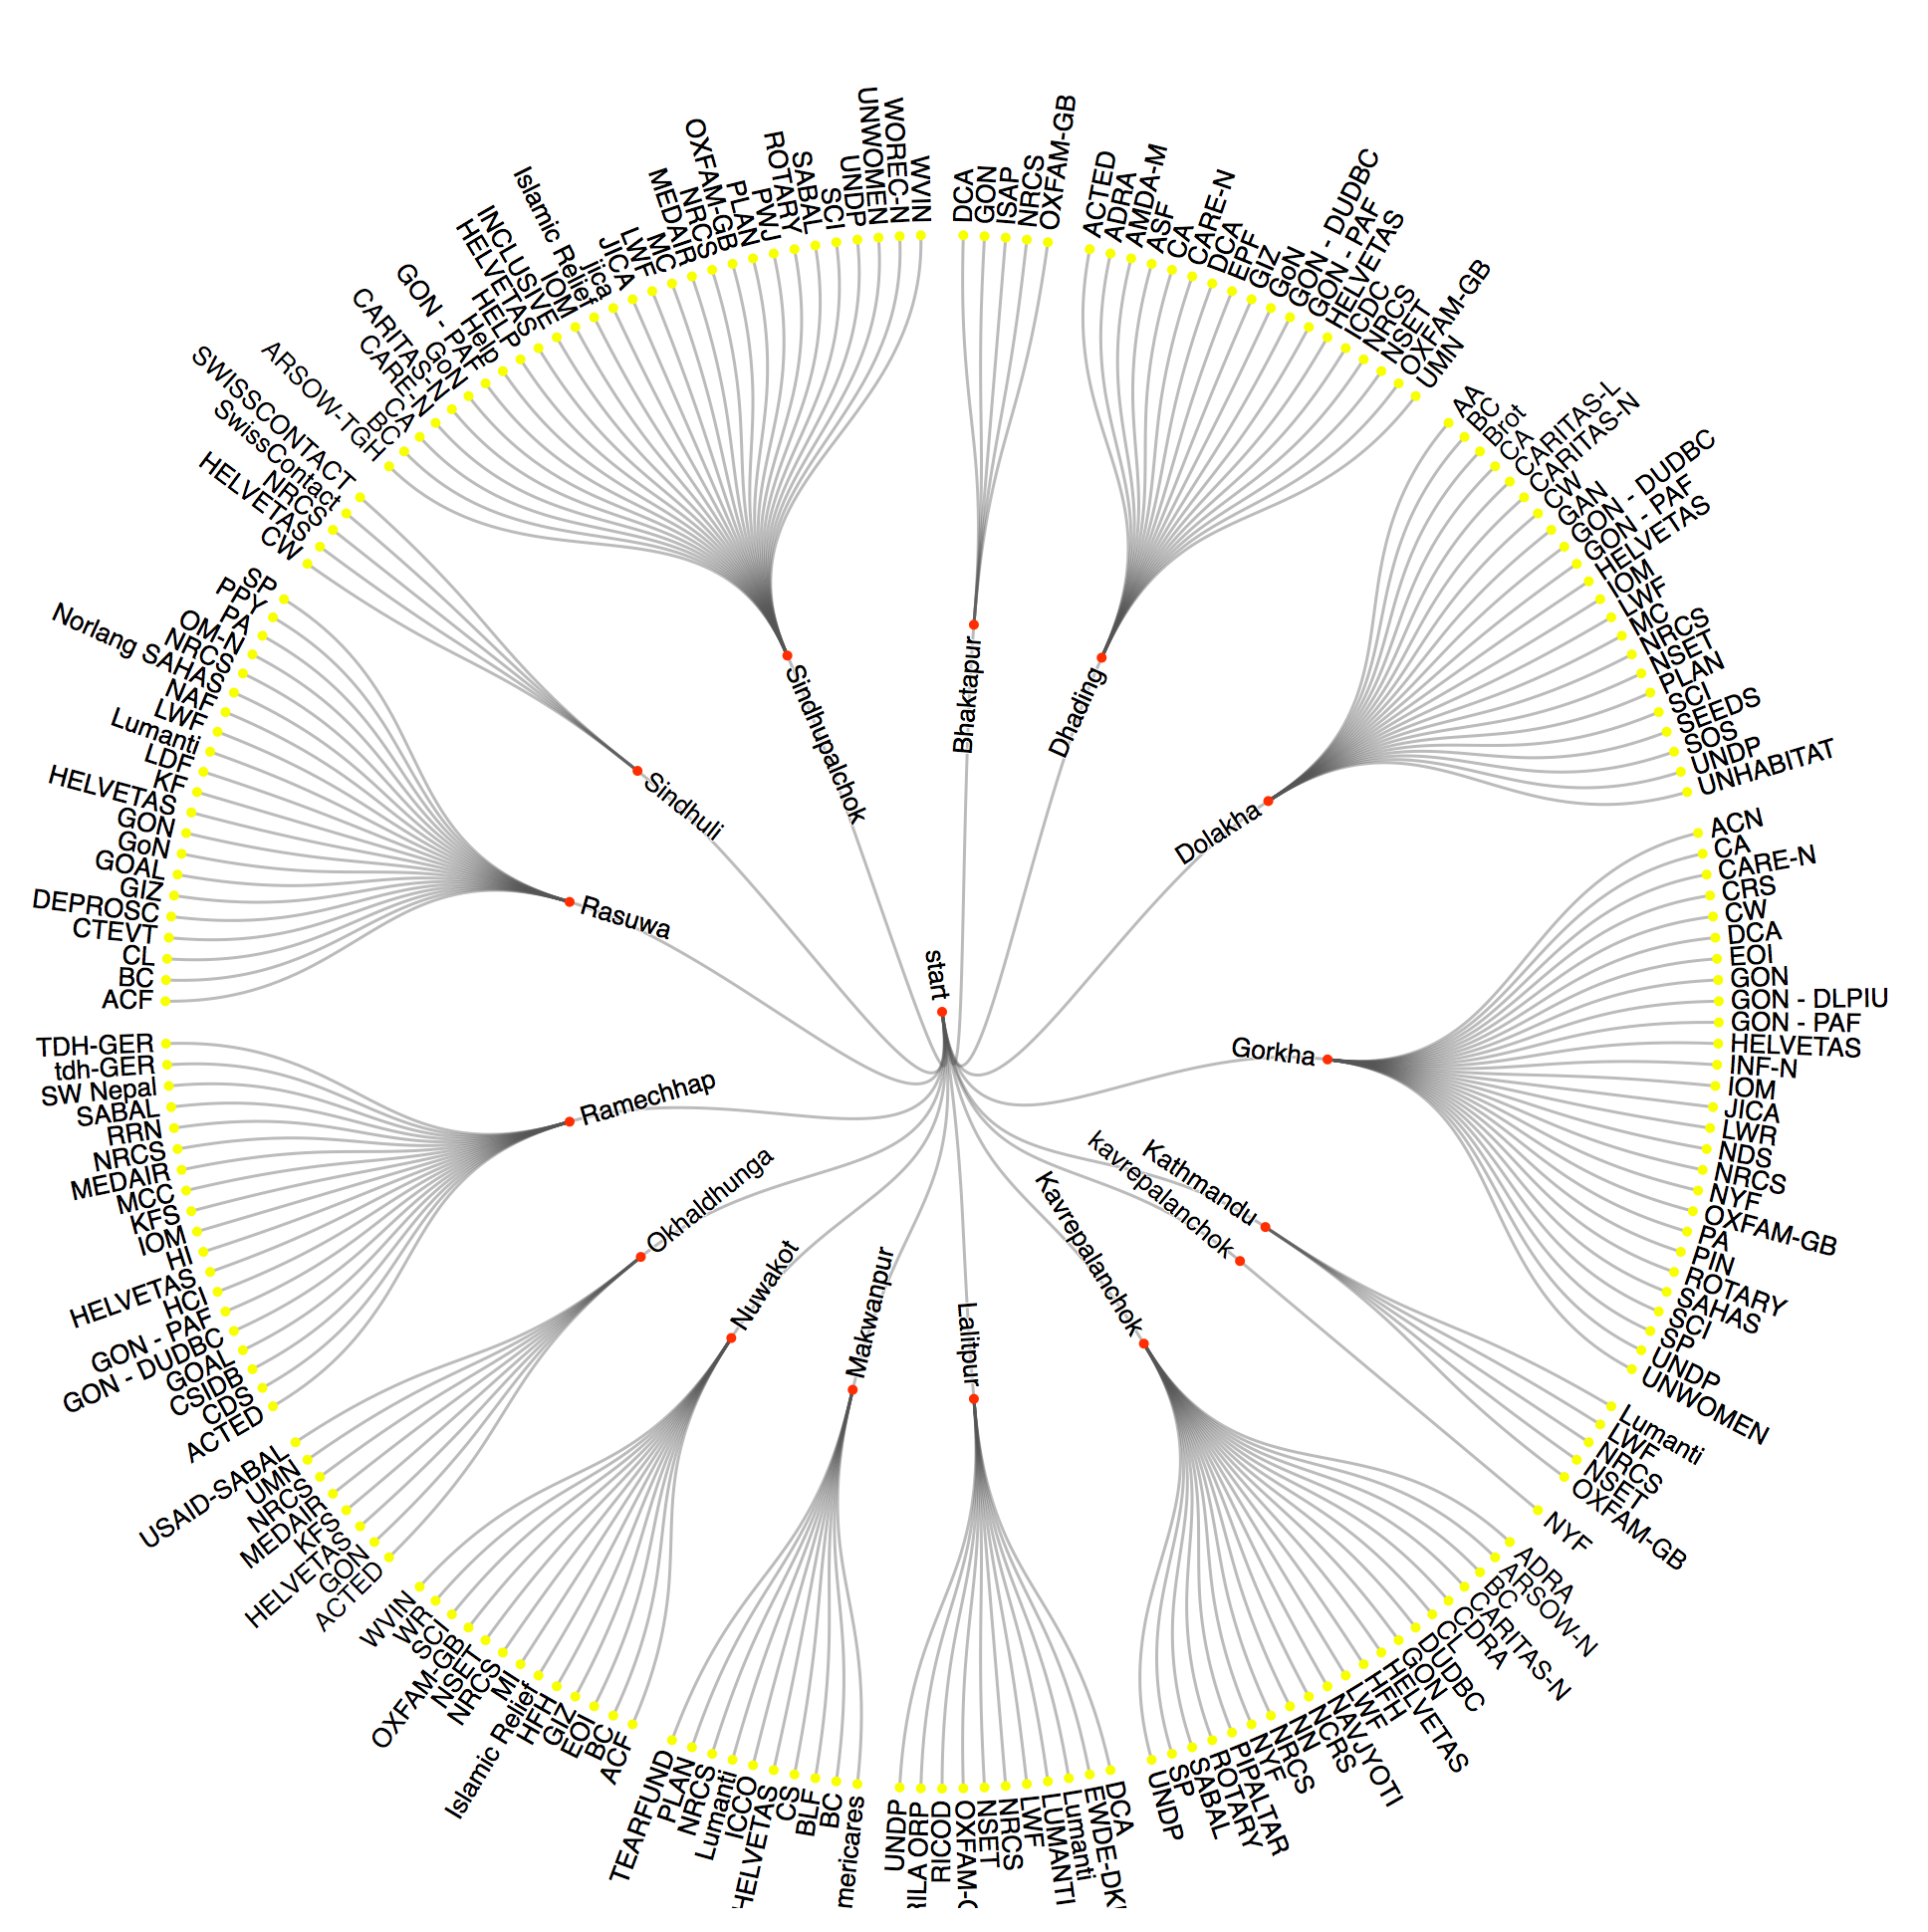 start
Bhaktapur
DCA
GON
ISAP
NRCS
OXFAM-GB
Dhading
ACTED
ADRA
AMDA-M
ASF
CA
CARE-N
DCA
EPF
GIZ
GoN
GON - DUDBC
GON - PAF
HELVETAS
ICDC
NRCS
NSET
OXFAM-GB
UMN
Dolakha
AA
BC
Brot
CA
CARITAS-L
CARITAS-N
CW
GON - DUDBC
GON - PAF
HELVETAS
IOM
LWF
MC
NRCS
NSET
PLAN
SCI
SEEDS
SOS
UNDP
UNHABITAT
Gorkha
ACN
CA
CARE-N
CRS
CW
DCA
EOI
GON
GON - DLPIU
GON - PAF
HELVETAS
INF-N
IOM
JICA
LWR
NDS
NRCS
NYF
OXFAM-GB
PA
PIN
ROTARY
SAHAS
SCI
SP
UNDP
UNWOMEN
Kathmandu
Lumanti
LWF
NRCS
NSET
OXFAM-GB
kavrepalanchok
NYF
Kavrepalanchok
ADRA
ARSOW-N
BC
CARITAS-N
CDRA
CL
DUDBC
GON
HELVETAS
HFH
LWF
NAVJYOTI
NCRS
NN
NRCS
NYF
PIPALTAR
ROTARY
SABAL
SP
UNDP
Lalitpur
DCA
EWDE-DK
Lumanti
LUMANTI
LWF
NRCS
NSET
OXFAM-G
RICOD
RILA ORP
UNDP
Makwanpur
mericares
BC
BLF
CS
HELVETAS
ICCO
Lumanti
NRCS
PLAN
TEARFUND
Nuwakot
ACF
BC
EOI
GIZ
HFH
Islamic Relief
MI
NRCS
NSET
OXFAM-GB
SCI
WR
WVIN
Okhaldhunga
ACTED
GON
HELVETAS
KFS
MEDAIR
NRCS
UMN
USAID-SABAL
Ramechhap
ACTED
CDS
CSIDB
GOAL
GON - DUDBC
GON - PAF
HCI
HELVETAS
HI
IOM
KFS
MCC
MEDAIR
NRCS
RRN
SABAL
SW Nepal
tdh-GER
TDH-GER
Rasuwa
ACF
BC
CL
CTEVT
DEPROSC
GIZ
GOAL
GoN
GON
HELVETAS
KF
LDF
Lumanti
LWF
NAF
Norlang SAHAS
NRCS
OM-N
PA
PPY
SP
Sindhuli
CW
HELVETAS
NRCS
SwissContact
SWISSCONTACT
Sindhupalchok
ARSOW-TGH
BC
CA
CARE-N
CARITAS-N
GoN
GON - PAF
Help
HELP
HELVETAS
INCLUSIVE
IOM
Islamic Relief
jica
JICA
LWF
MC
MEDAIR
NRCS
OXFAM-GB
PLAN
PWJ
ROTARY
SABAL
SCI
UNDP
UNWOMEN
WOREC-N
WVIN